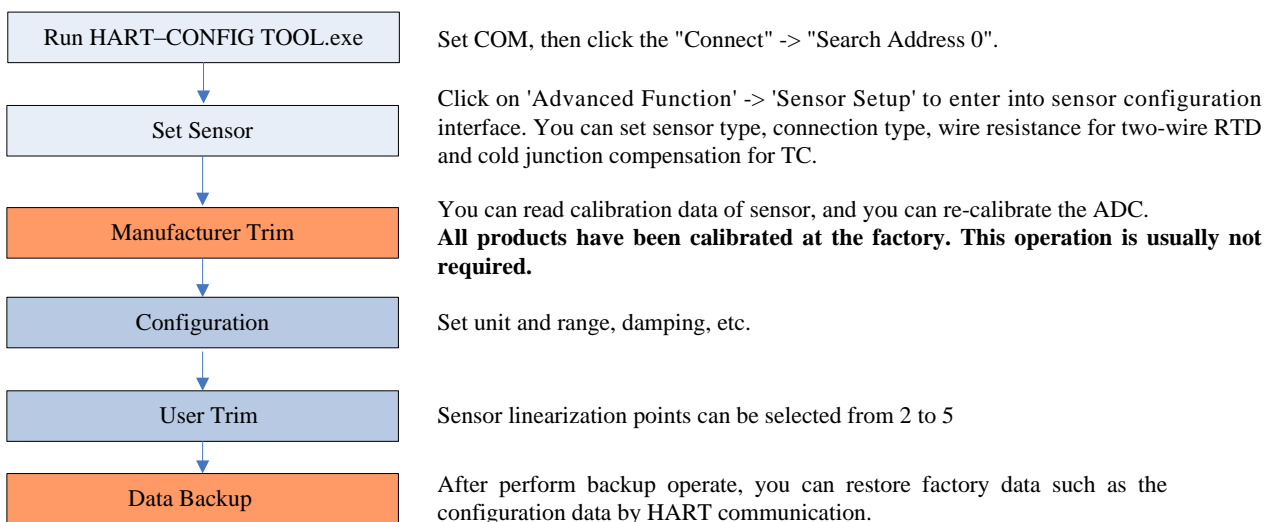 Run HART–CONFIG TOOL.exe
Set COM, then click the "Connect" -> "Search Address 0".
Set Sensor
Click on 'Advanced Function' -> 'Sensor Setup' to enter into sensor configuration
interface. You can set sensor type, connection type, wire resistance for two-wire RTD
and cold junction compensation for TC.
Manufacturer Trim
You can read calibration data of sensor, and you can re-calibrate the ADC.
All products have been calibrated at the factory. This operation is usually not
required.
Configuration
Set unit and range, damping, etc.
User Trim
Sensor linearization points can be selected from 2 to 5
Data Backup
After perform backup operate, you can restore factory data such as the
configuration data by HART communication.